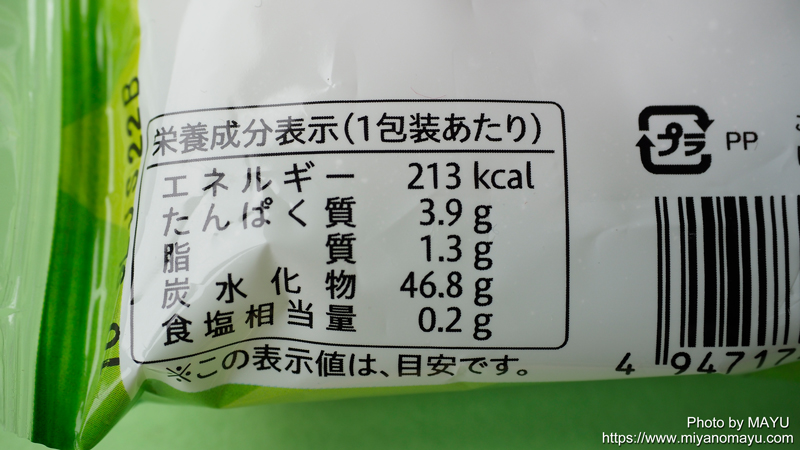 栄養成分表示(1包装あたり)
エネルギー 213 kcal
たんぱく質 3.9 g
脂質 1.3 g
炭水化物 46.8 g
食塩相当量 0.2 g
※この表示値は、目安です。
プラ PP
4 94717
Photo by MAYU
https://www.miyanomayu.com/